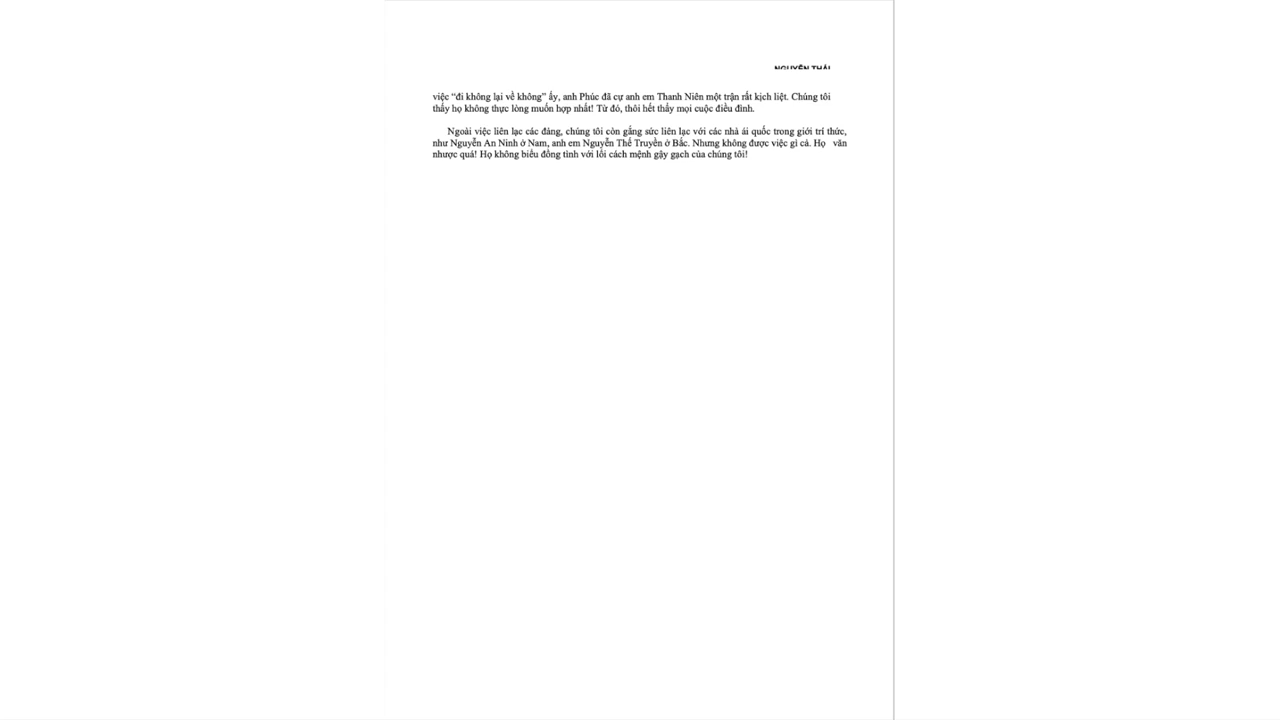 NGUYỄN THÁI
việc “đi không lại về không” ấy, anh Phúc đã cự anh em Thanh Niên một trận rất kịch liệt. Chúng tôi
thấy họ không thực lòng muốn hợp nhất! Từ đó, thôi hết thẩy mọi cuộc điều đình.
Ngoài việc liên lạc các đảng, chúng tôi còn gắng sức liên lạc với các nhà ái quốc trong giới trí thức,
như Nguyễn An Ninh ở Nam, anh em Nguyễn Thế Truyền ở Bắc. Nhưng không được việc gì cả. Họ văn
nhược quá! Họ không biểu đồng tình với lối cách mệnh gậy gạch của chúng tôi!